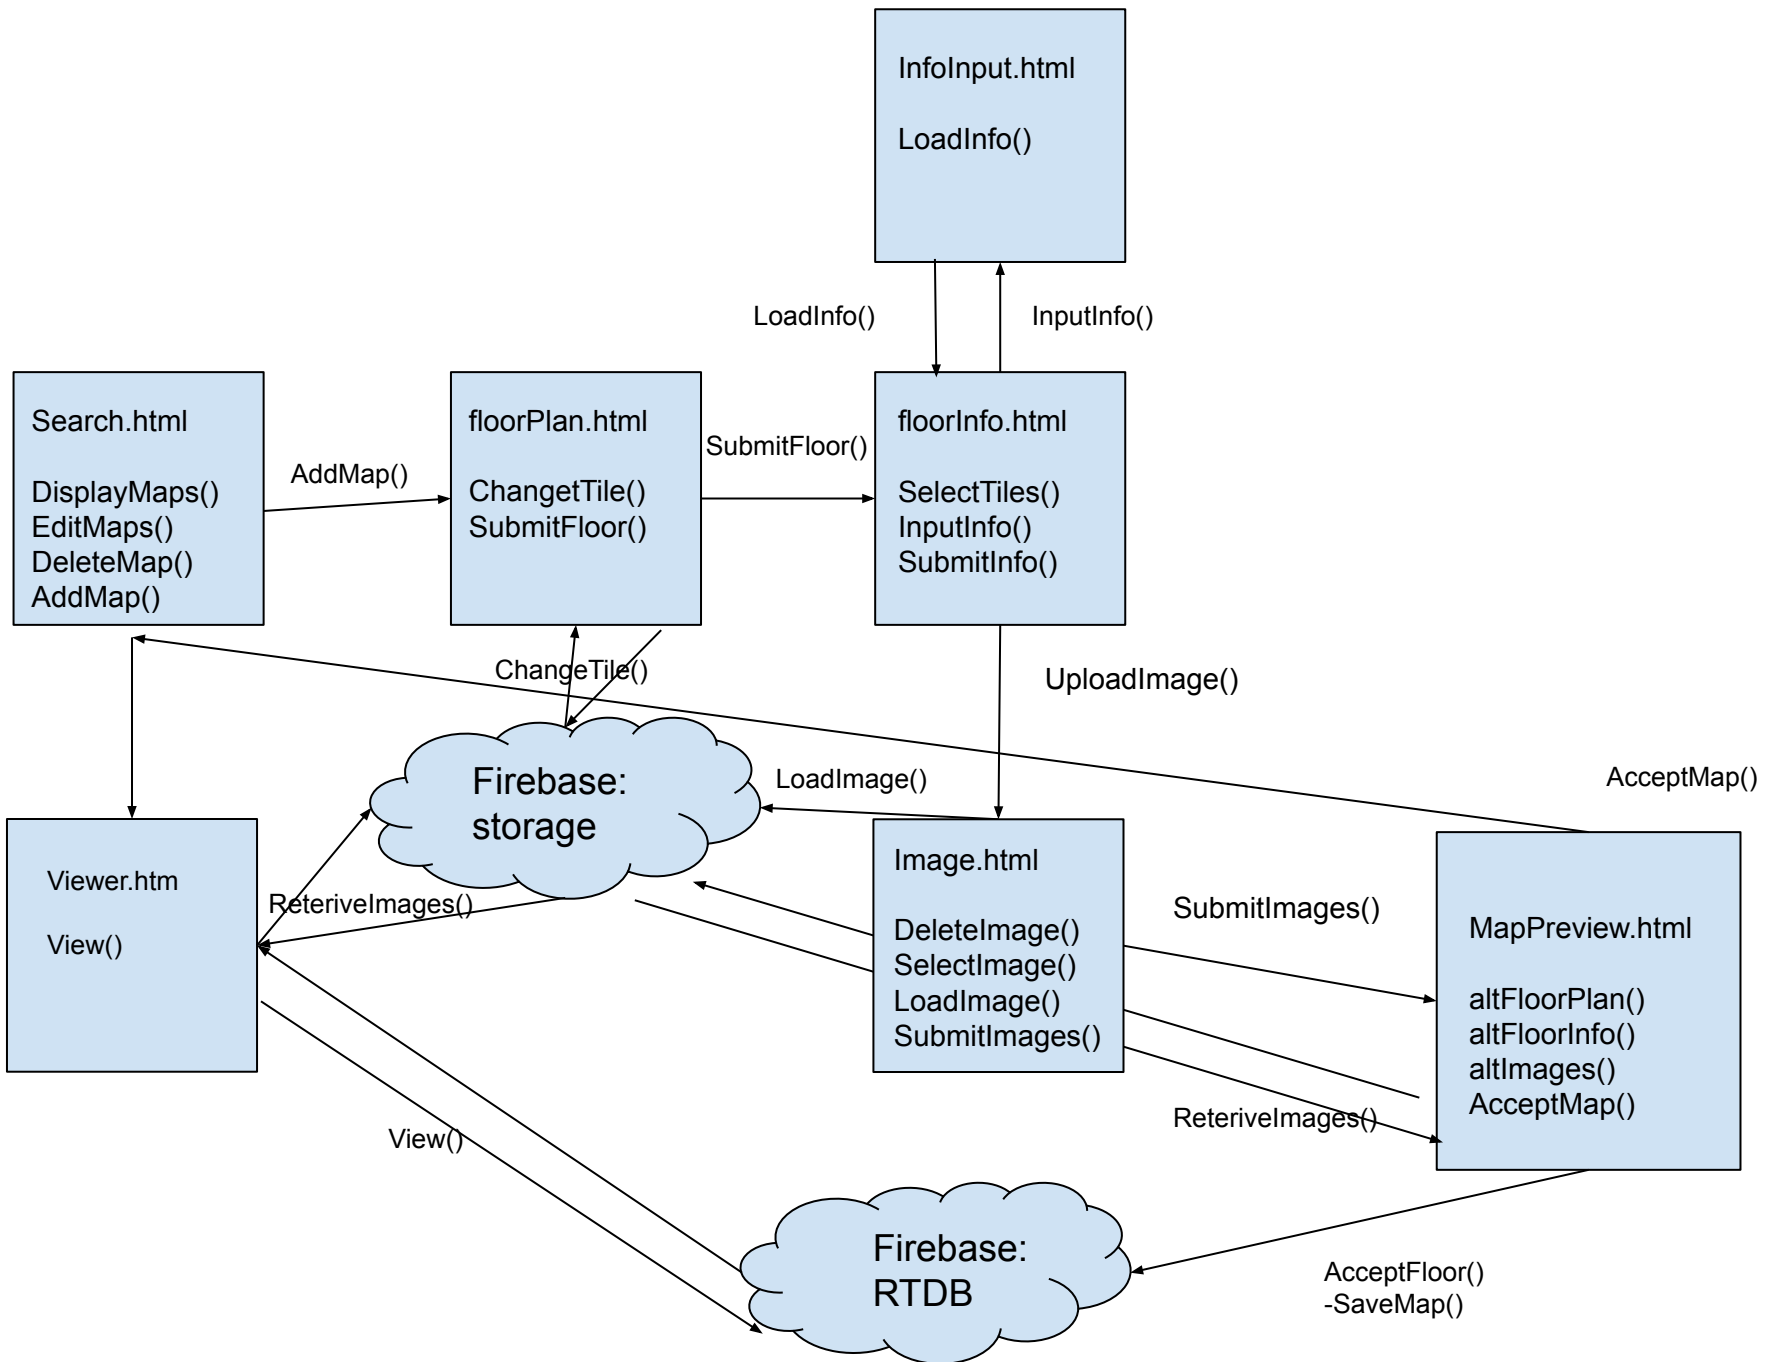 InfoInput.html
LoadInfo()
LoadInfo()
InputInfo()
Search.html
DisplayMaps()
EditMaps()
DeleteMap()
AddMap()
AddMap()
floorPlan.html
ChangetTile()
SubmitFloor()
SubmitFloor()
floorInfo.html
SelectTiles()
InputInfo()
SubmitInfo()
ChangeTile()
UploadImage()
Firebase:
storage
LoadImage()
AcceptMap()
Viewer.htm
View()
ReteriveImages()
Image.html
DeleteImage()
SelectImage()
LoadImage()
SubmitImages()
SubmitImages()
MapPreview.html
altFloorPlan()
altFloorInfo()
altImages()
AcceptMap()
ReteriveImages()
View()
Firebase:
RTDB
AcceptFloor()
-SaveMap()